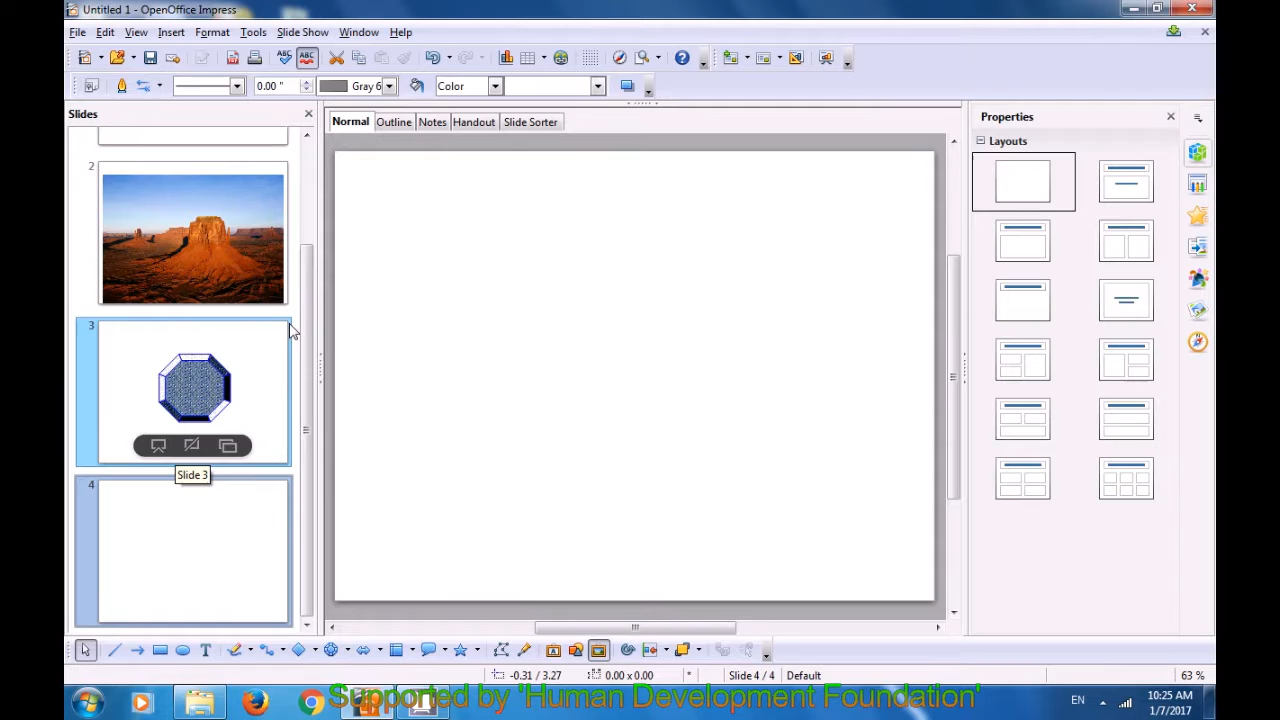 Untitled 1 - OpenOffice Impress
File Edit View Insert Format Tools Slide Show Window Help
0.00 " Gray 6 Color
Slides
Normal Outline Notes Handout Slide Sorter
Properties
Layouts
2
3
Slide 3
4
-0.31 / 3.27 0.00 x 0.00 * Slide 4 / 4 Default 63 %
Supported by 'Human Development Foundation'
EN
10:25 AM
1/7/2017